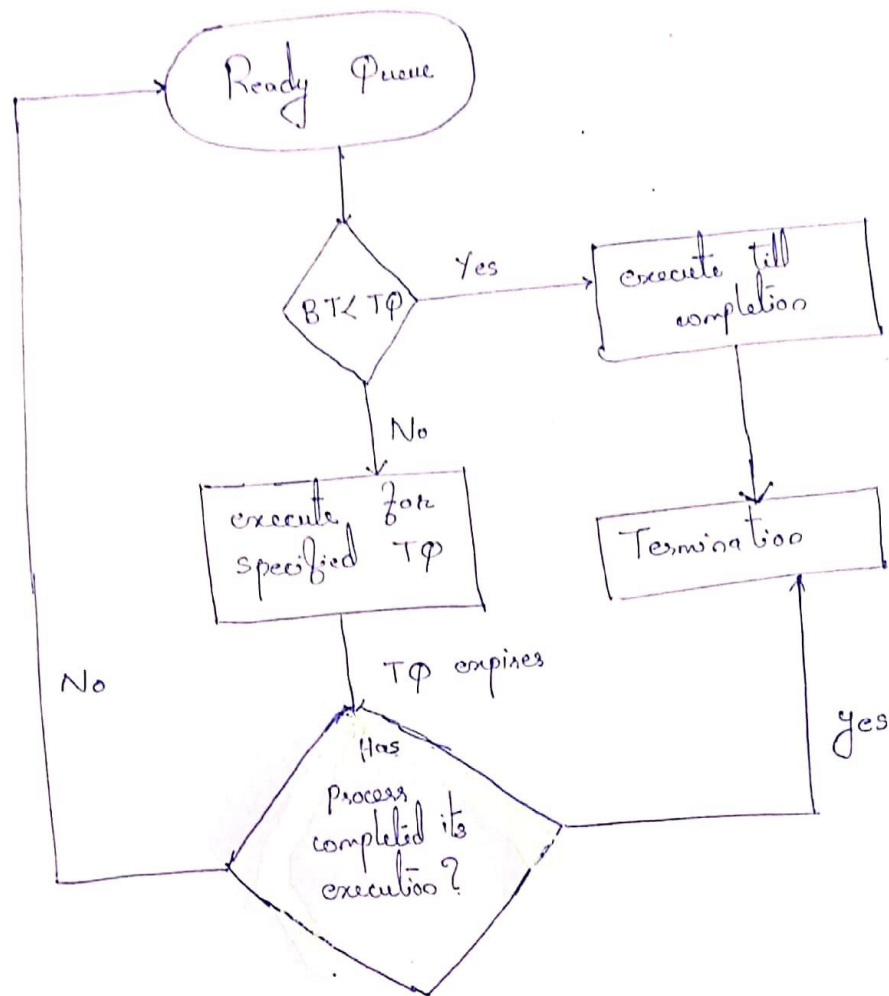 Ready Queue
BT< TQ
Yes
execute till
completion
No
execute for
specified TQ
Termination
TQ expires
No
Yes
Has
Process
completed its
execution?